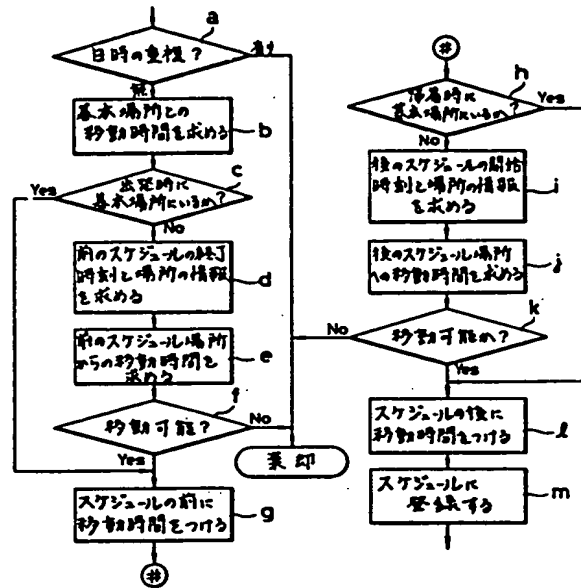 a
日時の重複?
有り
無
基本場所との
移動時間を求める
b
出発時に
基本場所にいるか?
c
Yes
No
前のスケジュールの終了
時刻と場所の情報
を求める
d
前のスケジュール場所
からの移動時間を
求める
e
f
移動可能?
No
Yes
棄却
スケジュールの前に
移動時間をつける
g
#
#
h
帰着時に
基本場所にいるか?
Yes
No
後のスケジュールの開始
時刻と場所の情報
を求める
i
後のスケジュール場所
への移動時間を求める
j
k
移動可能か?
No
Yes
スケジュールの後に
移動時間をつける
l
スケジュールに
登録する
m